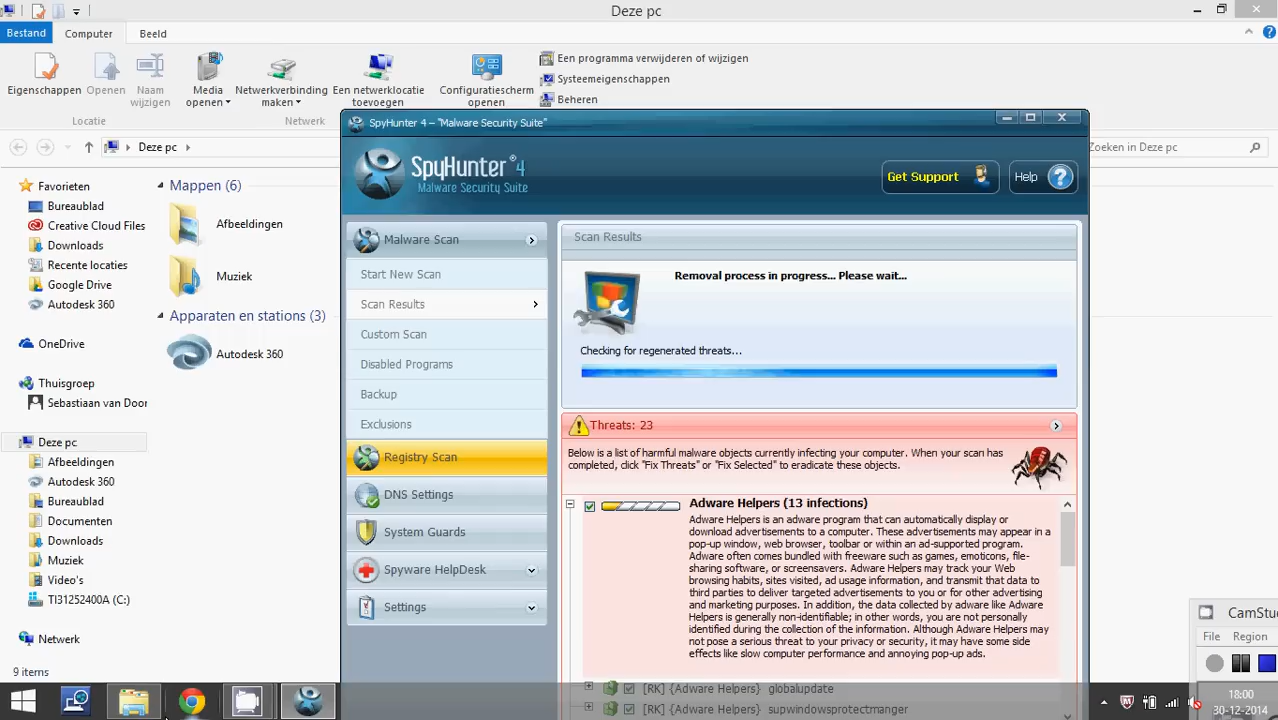 Deze pc
Bestand
Computer
Beeld
Eigenschappen
Openen
Naam wijzigen
Media openen
Netwerkverbinding maken
Een netwerklocatie toevoegen
Configuratiescherm openen
Een programma verwijderen of wijzigen
Systeemeigenschappen
Beheren
Locatie
Netwerk
Deze pc
Zoeken in Deze pc
Favorieten
Bureaublad
Creative Cloud Files
Downloads
Recente locaties
Google Drive
Autodesk 360
OneDrive
Thuisgroep
Sebastiaan van Door
Deze pc
Afbeeldingen
Autodesk 360
Bureaublad
Documenten
Downloads
Muziek
Video's
TI31252400A (C:)
Netwerk
9 items
Mappen (6)
Afbeeldingen
Muziek
Apparaten en stations (3)
Autodesk 360
SpyHunter 4 – "Malware Security Suite"
SpyHunter® 4
Malware Security Suite
Get Support
Help
Malware Scan
Start New Scan
Scan Results
Custom Scan
Disabled Programs
Backup
Exclusions
Registry Scan
DNS Settings
System Guards
Spyware HelpDesk
Settings
Scan Results
Removal process in progress... Please wait...
Checking for regenerated threats...
Threats: 23
Below is a list of harmful malware objects currently infecting your computer. When your scan has
completed, click "Fix Threats" or "Fix Selected" to eradicate these objects.
Adware Helpers (13 infections)
Adware Helpers is an adware program that can automatically display or
download advertisements to a computer. These advertisements may appear in a
pop-up window, web browser, toolbar or within an ad-supported program.
Adware often comes bundled with freeware such as games, emoticons, file-
sharing software, or screensavers. Adware Helpers may track your Web
browsing habits, sites visited, ad usage information, and transmit that data to
third parties to deliver targeted advertisements to you or for other advertising
and marketing purposes. In addition, the data collected by adware like Adware
Helpers is generally non-identifiable; in other words, you are not personally
identified during the collection of the information. Although Adware Helpers may
not pose a serious threat to your privacy or security, it may have some side
effects like slow computer performance and annoying pop-up ads.
[RK] {Adware Helpers} globalupdate
[RK] {Adware Helpers} supwindowsprotectmanger
CamStu
File Region
18:00
30-12-2014